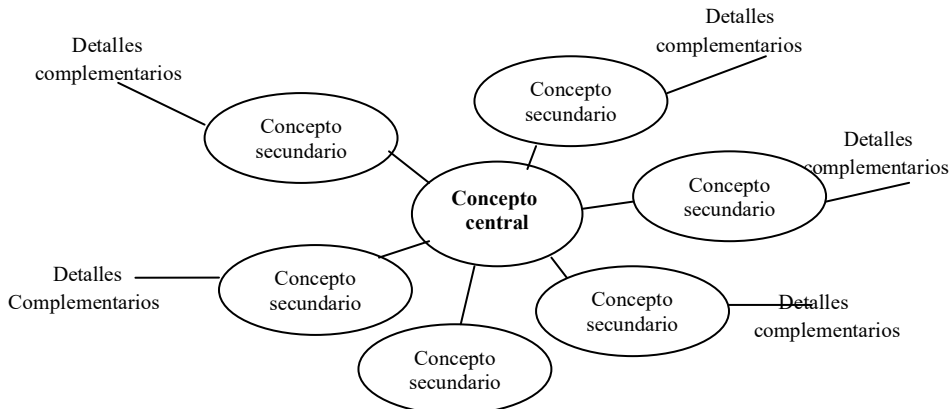 Detalles
complementarios
Detalles
complementarios
Concepto
secundario
Concepto
secundario
Detalles
complementarios
Concepto
secundario
Concepto
central
Detalles
Complementarios
Concepto
secundario
Concepto
secundario
Detalles
complementarios
Concepto
secundario